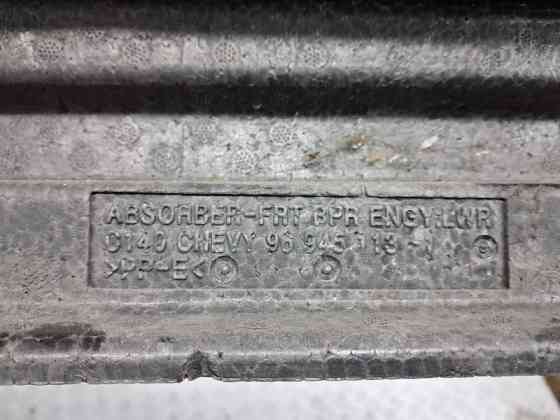 ABSORBER-FRT BPR ENGY,LWR
C140 CHEVY 96 945 113
>PP-E<